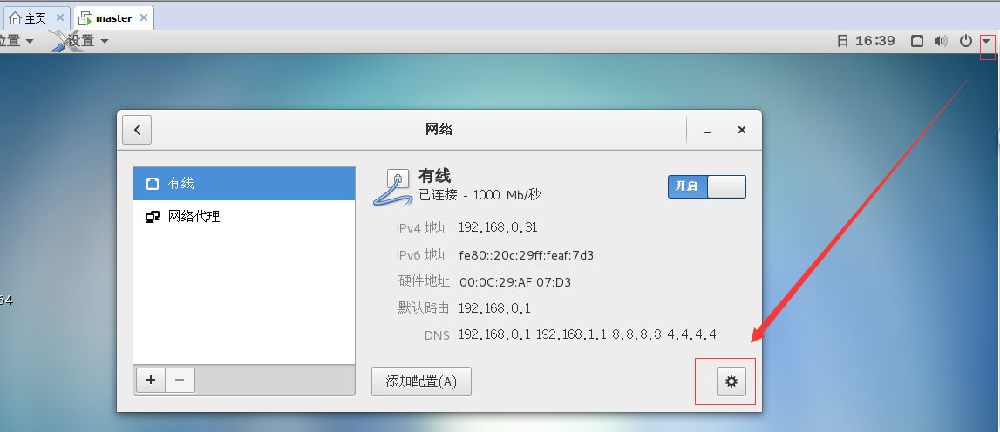 主页 master
位置 设置 日 16:39
网络
有线
网络代理
有线
已连接 - 1000 Mb/秒
开启
IPv4 地址 192.168.0.31
IPv6 地址 fe80::20c:29ff:feaf:7d3
硬件地址 00:0C:29:AF:07:D3
默认路由 192.168.0.1
DNS 192.168.0.1 192.168.1.1 8.8.8.8 4.4.4.4
64
添加配置(A)